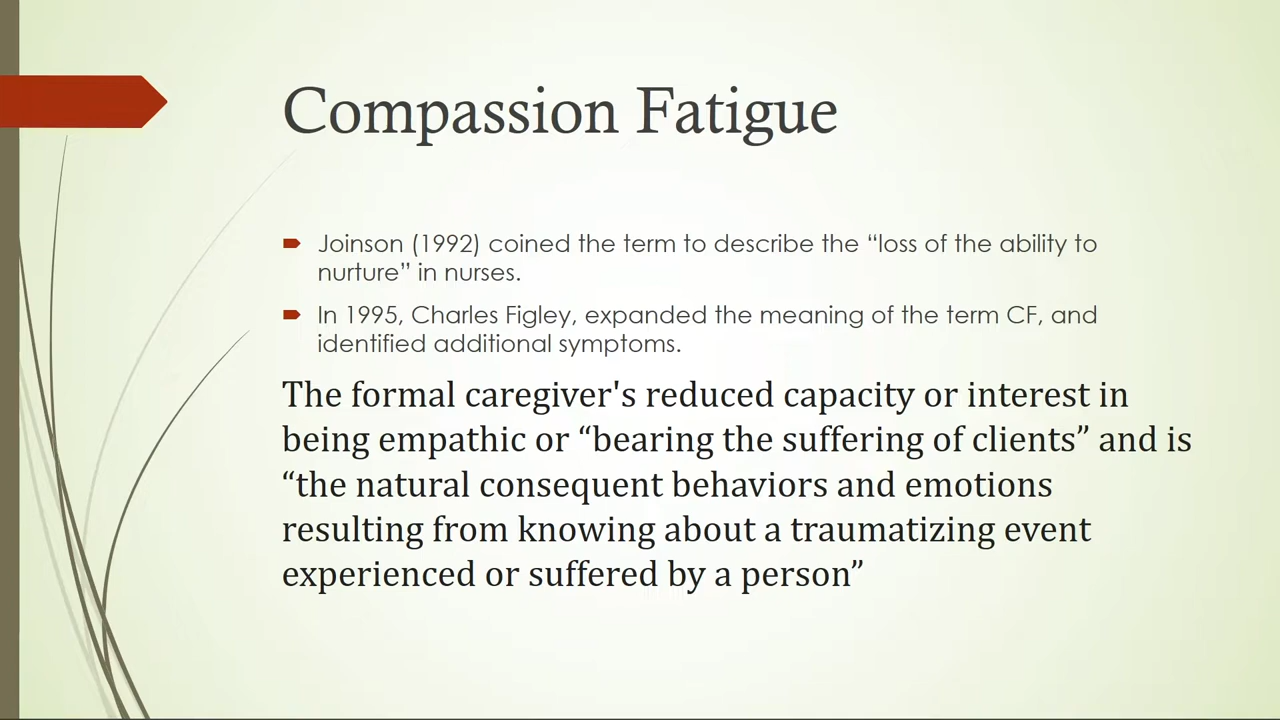 Compassion Fatigue
Joinson (1992) coined the term to describe the “loss of the ability to
nurture” in nurses.
In 1995, Charles Figley, expanded the meaning of the term CF, and
identified additional symptoms.
The formal caregiver's reduced capacity or interest in
being empathic or “bearing the suffering of clients” and is
“the natural consequent behaviors and emotions
resulting from knowing about a traumatizing event
experienced or suffered by a person”